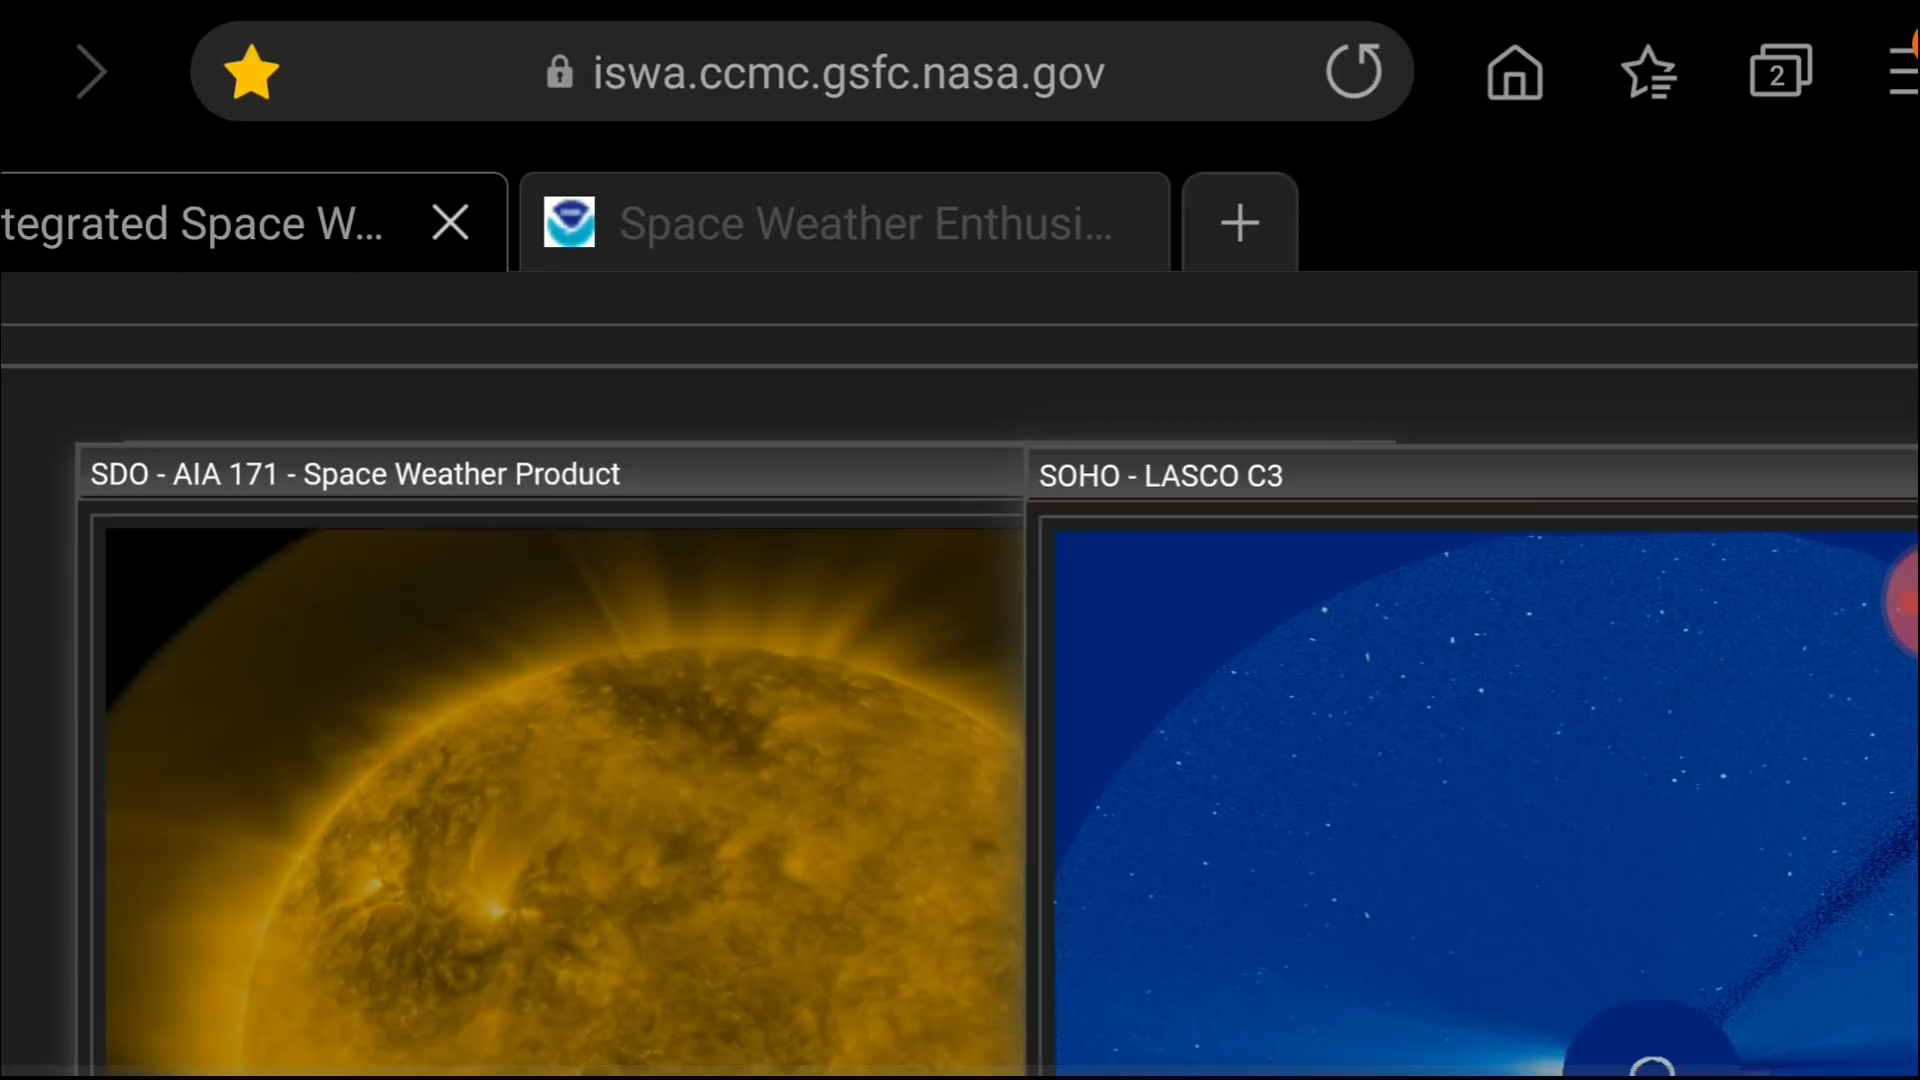 iswa.ccmc.gsfc.nasa.gov
2
tegrated Space W...
Space Weather Enthusi...
SDO - AIA 171 - Space Weather Product
SOHO - LASCO C3